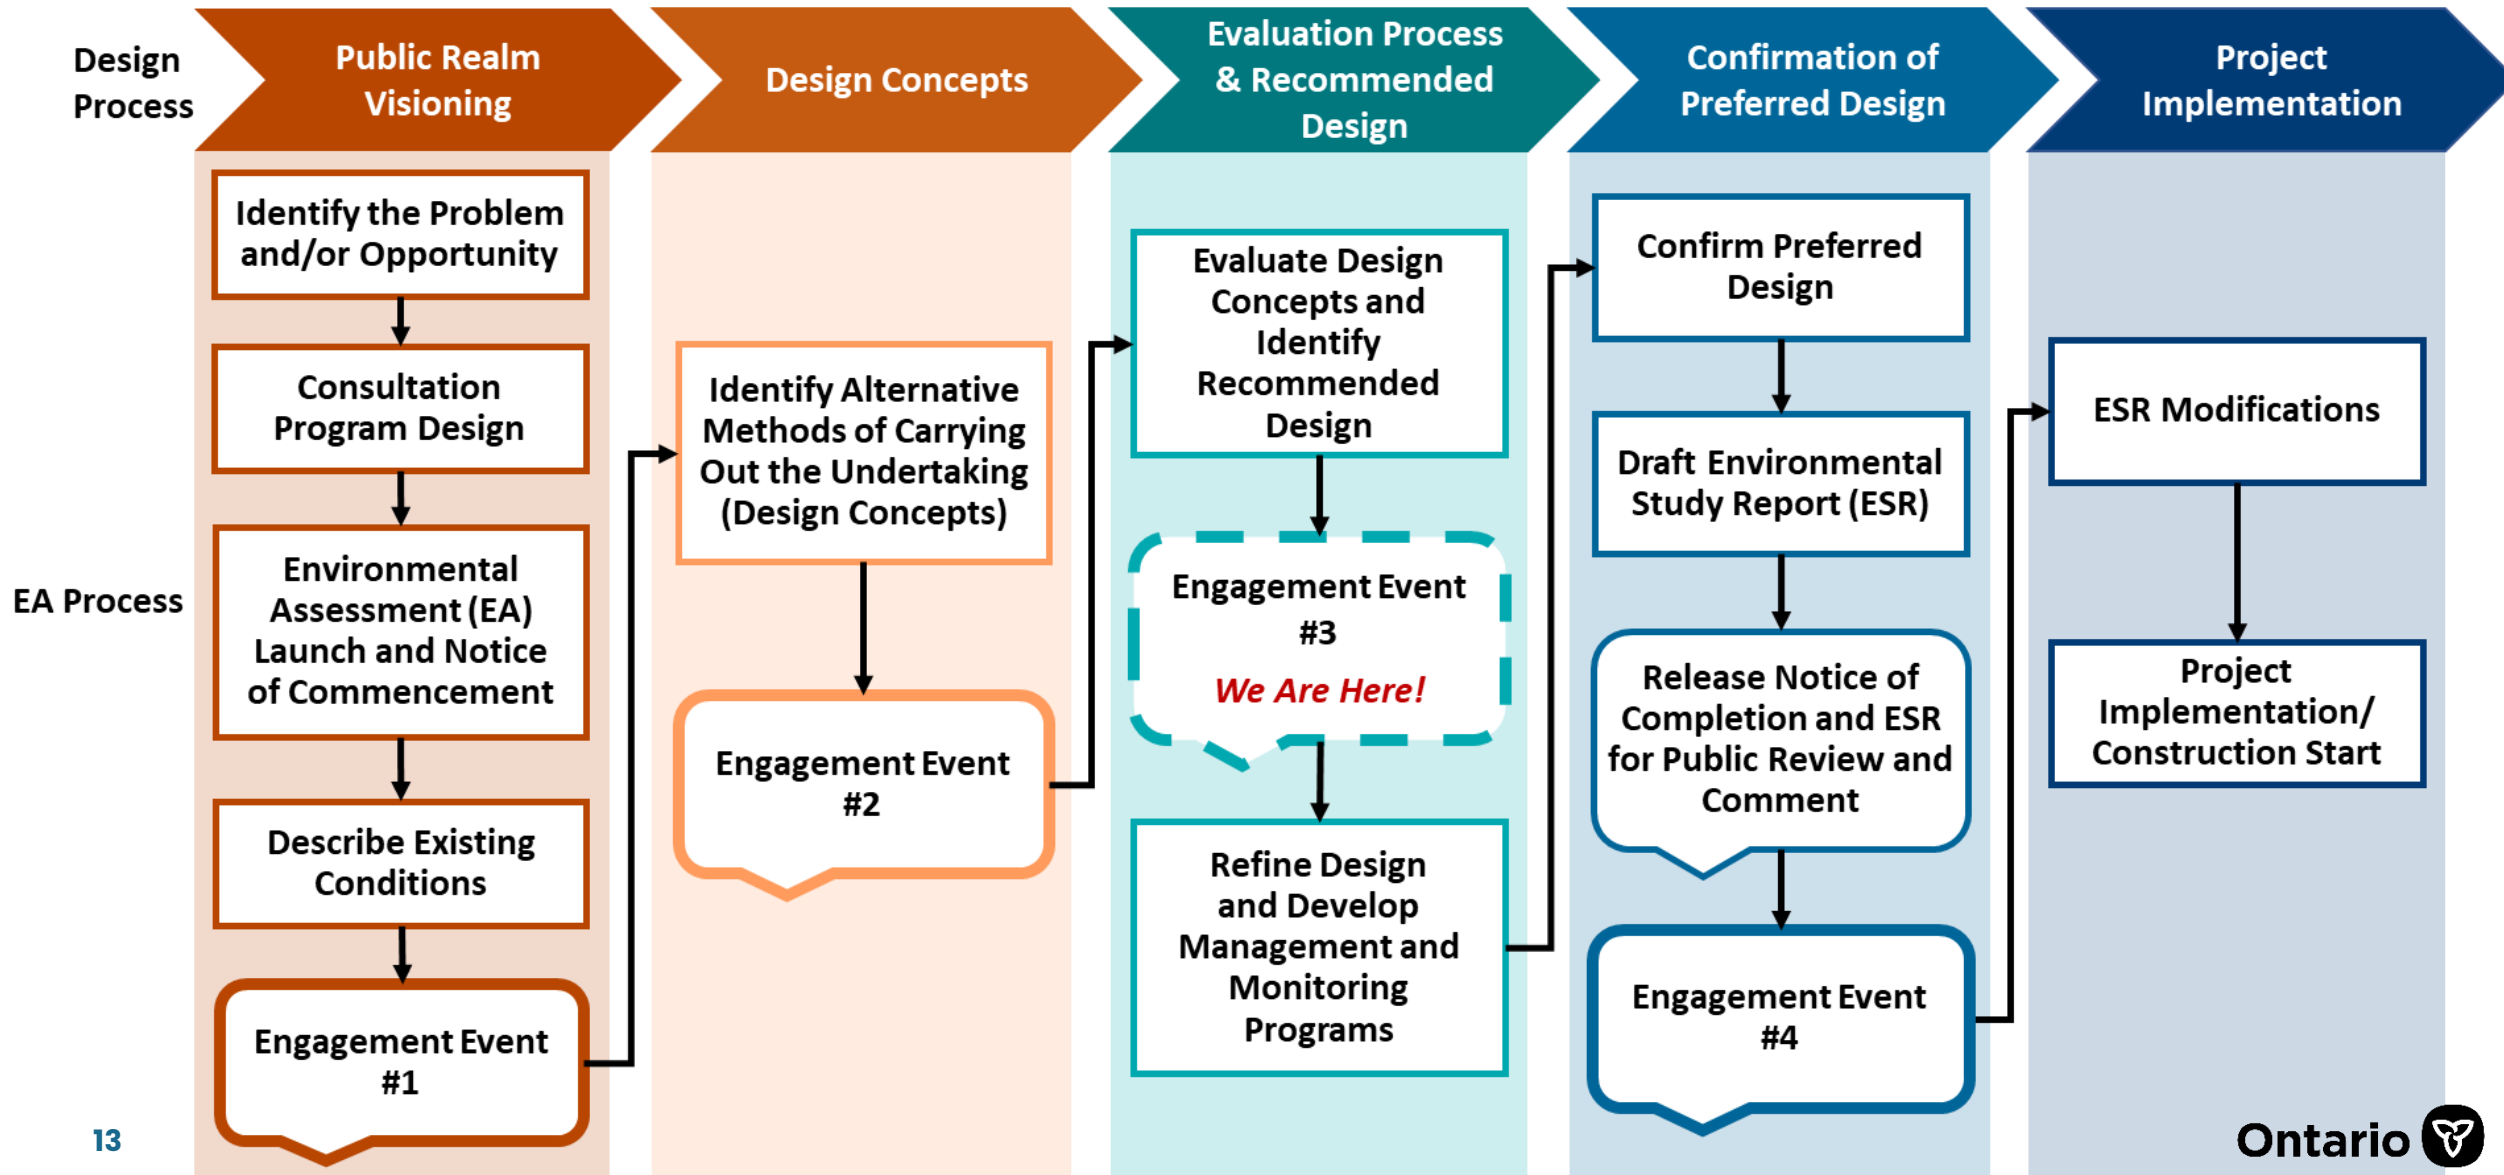 Design
Process
Public Realm
Visioning
Design Concepts
Evaluation Process
& Recommended
Design
Confirmation of
Preferred Design
Project
Implementation
EA Process
Identify the Problem
and/or Opportunity
Consultation
Program Design
Environmental
Assessment (EA)
Launch and Notice
of Commencement
Describe Existing
Conditions
Engagement Event
#1
Identify Alternative
Methods of Carrying
Out the Undertaking
(Design Concepts)
Engagement Event
#2
Evaluate Design
Concepts and
Identify
Recommended
Design
Engagement Event
#3
We Are Here!
Refine Design
and Develop
Management and
Monitoring
Programs
Confirm Preferred
Design
Draft Environmental
Study Report (ESR)
Release Notice of
Completion and ESR
for Public Review and
Comment
Engagement Event
#4
ESR Modifications
Project
Implementation/
Construction Start
13
Ontario